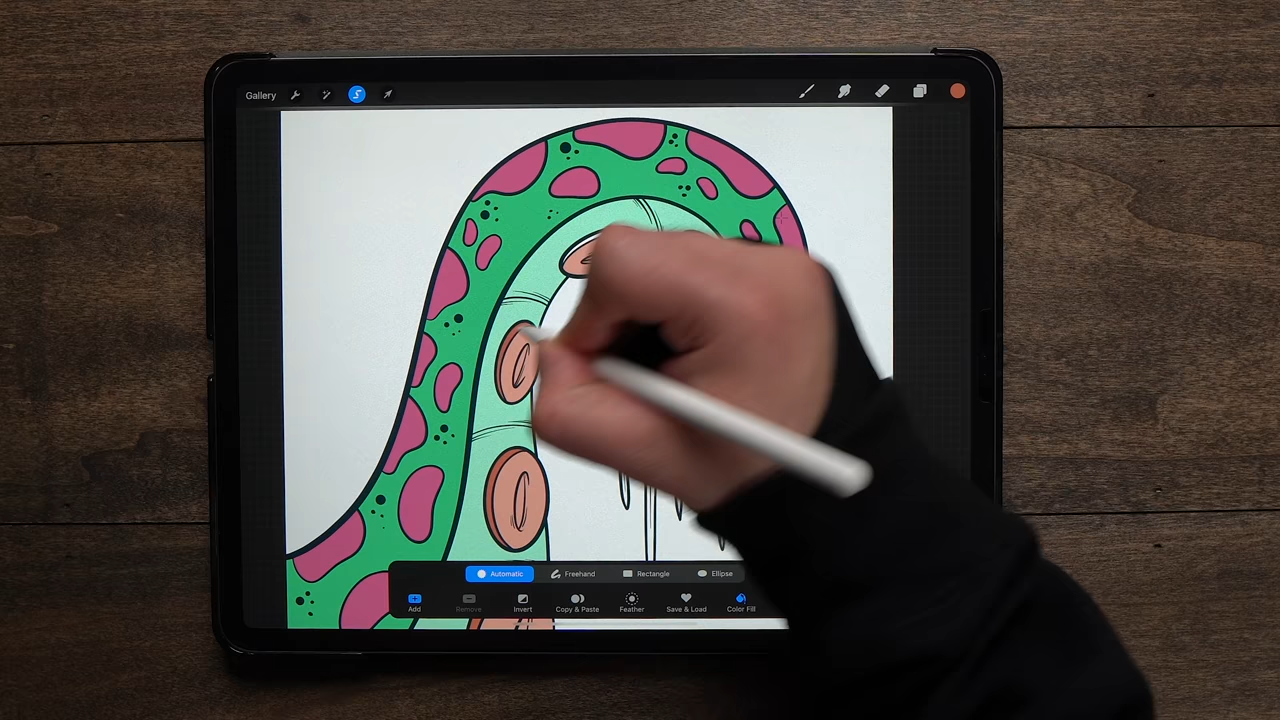 Gallery
Automatic Freehand Rectangle Ellipse
Add Remove Invert Copy & Paste Feather Save & Load Color Fill